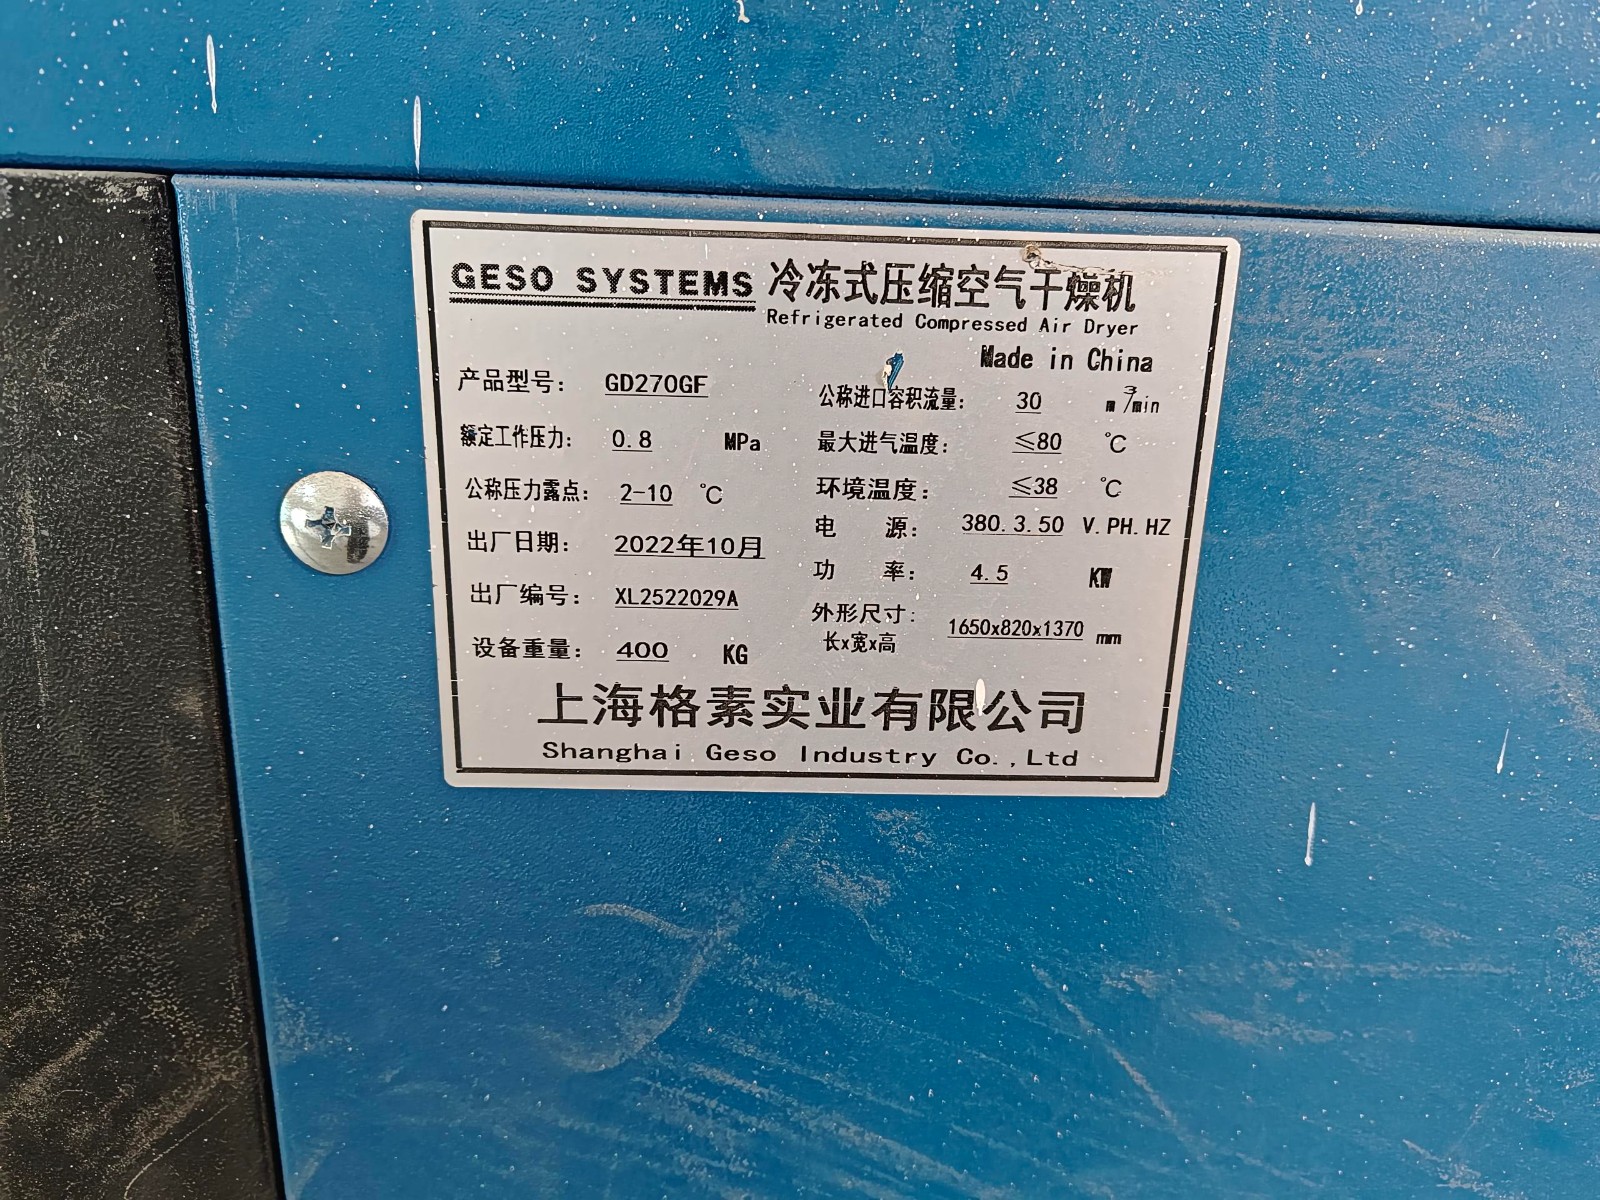 GESO SYSTEMS 冷冻式压缩空气干燥机
Refrigerated Compressed Air Dryer
Made in China
产品型号: GD270GF
公称进口容积流量: 30 m³/min
额定工作压力: 0.8 MPa
最大进气温度: ≤80 ℃
公称压力露点: 2-10 ℃
环境温度: ≤38 ℃
电 源: 380.3.50 V.PH.HZ
出厂日期: 2022年10月
功 率: 4.5 KW
出厂编号: XL2522029A
外形尺寸:
长x宽x高 1650x820x1370 mm
设备重量: 400 KG
上海格素实业有限公司
Shanghai Geso Industry Co.,Ltd